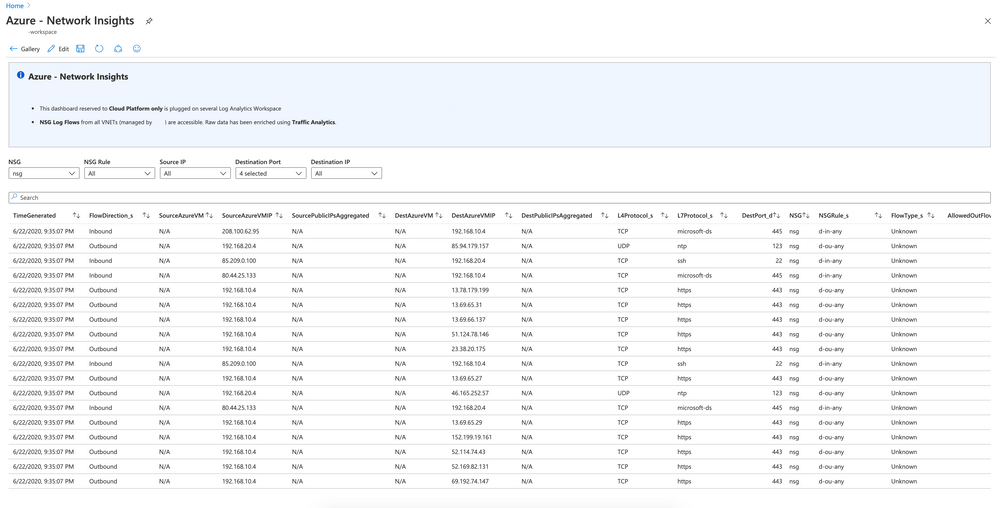 Home >
Azure - Network Insights
-workspace
Gallery Edit
Azure - Network Insights
• This dashboard reserved to Cloud Platform only is plugged on several Log Analytics Workspace
• NSG Log Flows from all VNETs (managed by ) are accessible. Raw data has been enriched using Traffic Analytics.
NSG NSG Rule Source IP Destination Port Destination IP
nsg All All 4 selected All
Search
TimeGenerated FlowDirection_s SourceAzureVM SourceAzureVMIP SourcePublicIPsAggregated DestAzureVM DestAzureVMIP DestPublicIPsAggregated L4Protocol_s L7Protocol_s DestPort_d NSG NSGRule_s FlowType_s AllowedOutFlov
6/22/2020, 9:35:07 PM Inbound N/A 208.100.62.95 N/A N/A 192.168.10.4 N/A TCP microsoft-ds 445 nsg d-in-any Unknown
6/22/2020, 9:35:07 PM Outbound N/A 192.168.20.4 N/A N/A 85.94.179.157 N/A UDP ntp 123 nsg d-ou-any Unknown
6/22/2020, 9:35:07 PM Inbound N/A 85.209.0.100 N/A N/A 192.168.20.4 N/A TCP ssh 22 nsg d-in-any Unknown
6/22/2020, 9:35:07 PM Inbound N/A 80.44.25.133 N/A N/A 192.168.10.4 N/A TCP microsoft-ds 445 nsg d-in-any Unknown
6/22/2020, 9:35:07 PM Outbound N/A 192.168.10.4 N/A N/A 13.78.179.199 N/A TCP https 443 nsg d-ou-any Unknown
6/22/2020, 9:35:07 PM Outbound N/A 192.168.10.4 N/A N/A 13.69.65.31 N/A TCP https 443 nsg d-ou-any Unknown
6/22/2020, 9:35:07 PM Outbound N/A 192.168.10.4 N/A N/A 13.69.66.137 N/A TCP https 443 nsg d-ou-any Unknown
6/22/2020, 9:35:07 PM Outbound N/A 192.168.10.4 N/A N/A 51.124.78.146 N/A TCP https 443 nsg d-ou-any Unknown
6/22/2020, 9:35:07 PM Outbound N/A 192.168.10.4 N/A N/A 23.38.20.175 N/A TCP https 443 nsg d-ou-any Unknown
6/22/2020, 9:35:07 PM Inbound N/A 85.209.0.100 N/A N/A 192.168.10.4 N/A TCP ssh 22 nsg d-in-any Unknown
6/22/2020, 9:35:07 PM Outbound N/A 192.168.10.4 N/A N/A 13.69.65.27 N/A TCP https 443 nsg d-ou-any Unknown
6/22/2020, 9:35:07 PM Outbound N/A 192.168.20.4 N/A N/A 46.165.252.57 N/A UDP ntp 123 nsg d-ou-any Unknown
6/22/2020, 9:35:07 PM Inbound N/A 80.44.25.133 N/A N/A 192.168.20.4 N/A TCP microsoft-ds 445 nsg d-in-any Unknown
6/22/2020, 9:35:07 PM Outbound N/A 192.168.10.4 N/A N/A 13.69.65.29 N/A TCP https 443 nsg d-ou-any Unknown
6/22/2020, 9:35:07 PM Outbound N/A 192.168.10.4 N/A N/A 152.199.19.161 N/A TCP https 443 nsg d-ou-any Unknown
6/22/2020, 9:35:07 PM Outbound N/A 192.168.10.4 N/A N/A 52.114.74.43 N/A TCP https 443 nsg d-ou-any Unknown
6/22/2020, 9:35:07 PM Outbound N/A 192.168.10.4 N/A N/A 52.169.82.131 N/A TCP https 443 nsg d-ou-any Unknown
6/22/2020, 9:35:07 PM Outbound N/A 192.168.10.4 N/A N/A 69.192.74.147 N/A TCP https 443 nsg d-ou-any Unknown